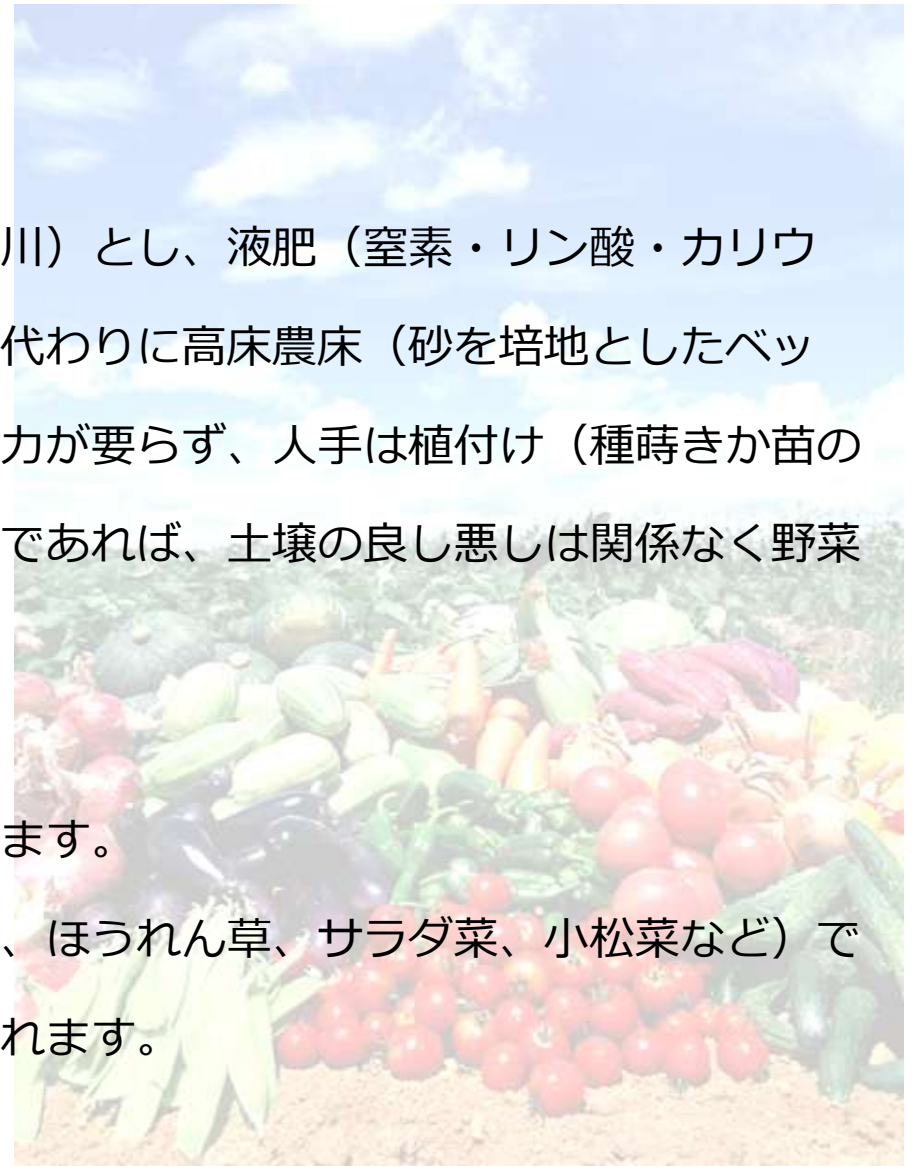 川）とし、液肥（窒素・リン酸・カリウ
代わりに高床農床（砂を培地としたベッ
力が要らず、人手は植付け（種蒔きか苗の
であれば、土壌の良し悪しは関係なく野菜
ます。
、ほうれん草、サラダ菜、小松菜など）で
れます。